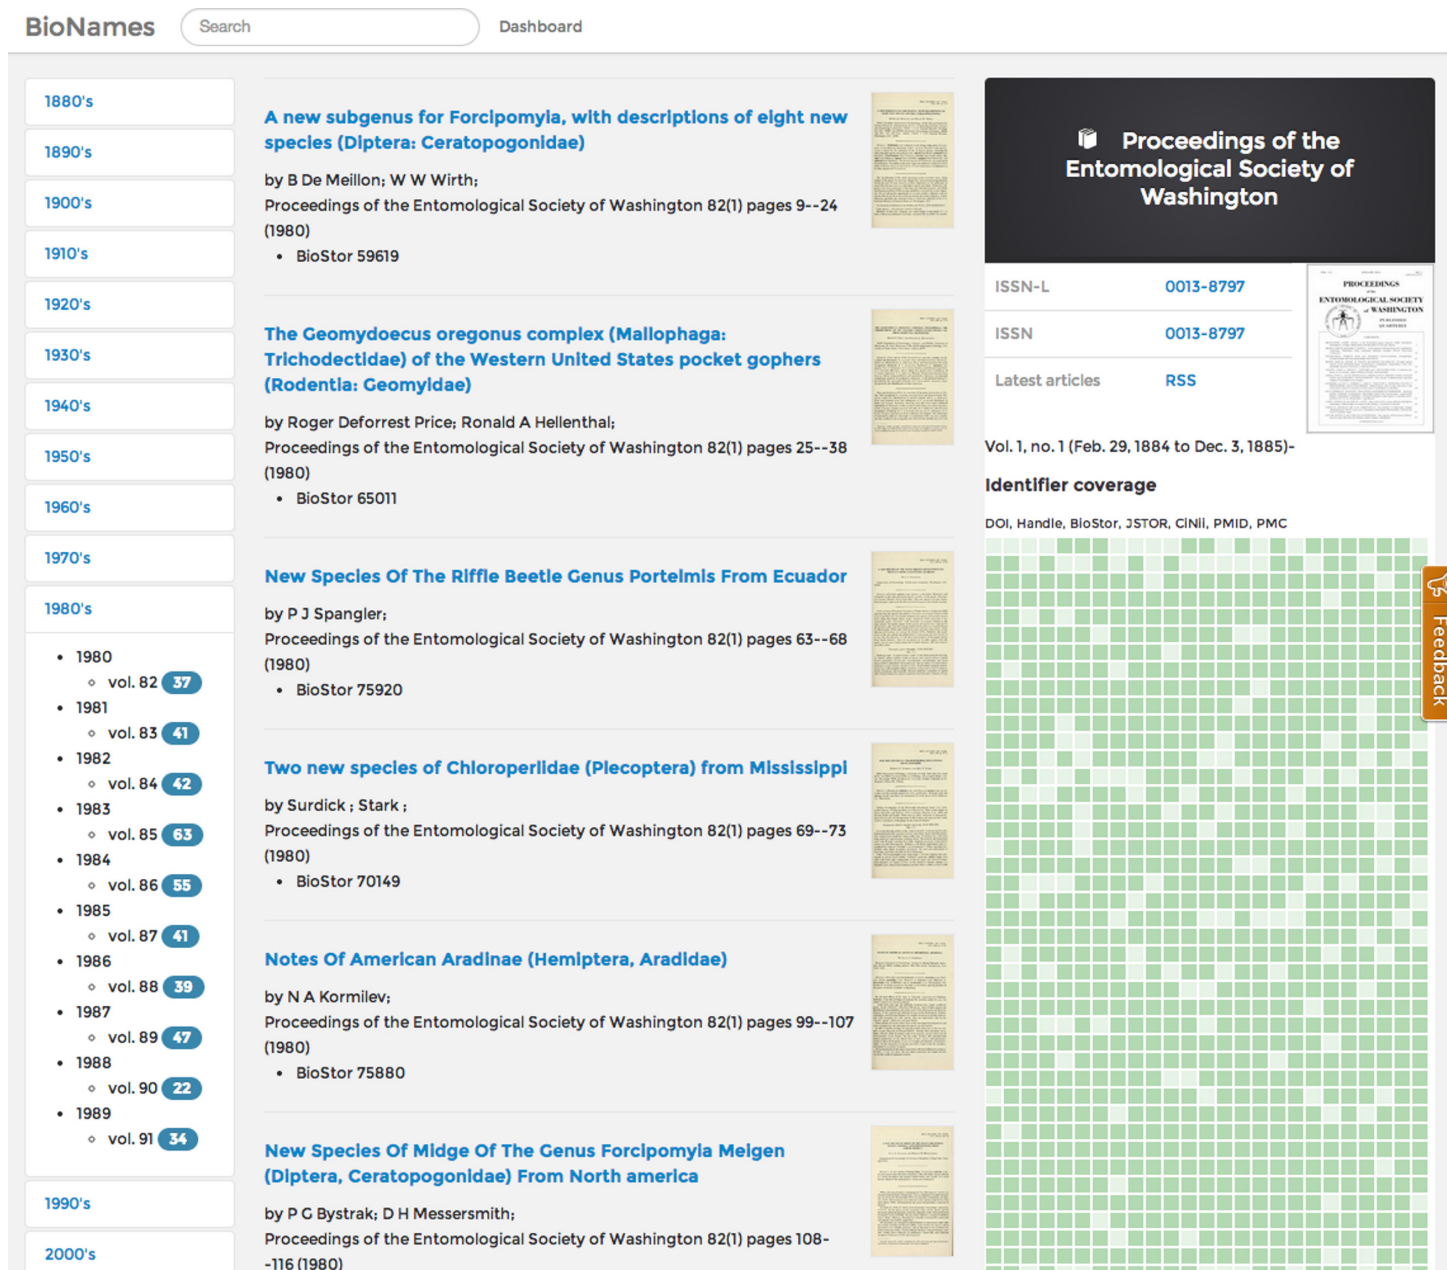 BioNames
Search
Dashboard
1880's
1890's
1900's
1910's
1920's
1930's
1940's
1950's
1960's
1970's
1980's
• 1980
◦ vol. 82 37
• 1981
◦ vol. 83 41
• 1982
◦ vol. 84 42
• 1983
◦ vol. 85 63
• 1984
◦ vol. 86 55
• 1985
◦ vol. 87 41
• 1986
◦ vol. 88 39
• 1987
◦ vol. 89 47
• 1988
◦ vol. 90 22
• 1989
◦ vol. 91 34
1990's
2000's
A new subgenus for Forcipomyia, with descriptions of eight new
species (Diptera: Ceratopogonidae)
by B De Meillon; W W Wirth;
Proceedings of the Entomological Society of Washington 82(1) pages 9--24
(1980)
• BioStor 59619
The Geomydoecus oregonus complex (Mallophaga:
Trichodectidae) of the Western United States pocket gophers
(Rodentia: Geomyidae)
by Roger Deforrest Price; Ronald A Hellenthal;
Proceedings of the Entomological Society of Washington 82(1) pages 25--38
(1980)
• BioStor 65011
New Species Of The Riffle Beetle Genus Portelmis From Ecuador
by P J Spangler;
Proceedings of the Entomological Society of Washington 82(1) pages 63--68
(1980)
• BioStor 75920
Two new species of Chloroperlidae (Plecoptera) from Mississippi
by Surdick ; Stark ;
Proceedings of the Entomological Society of Washington 82(1) pages 69--73
(1980)
• BioStor 70149
Notes Of American Aradinae (Hemiptera, Aradidae)
by N A Kormilev;
Proceedings of the Entomological Society of Washington 82(1) pages 99--107
(1980)
• BioStor 75880
New Species Of Midge Of The Genus Forcipomyia Meigen
(Diptera, Ceratopogonidae) From North america
by P G Bystrak; D H Messersmith;
Proceedings of the Entomological Society of Washington 82(1) pages 108-
-116 (1980)
Proceedings of the
Entomological Society of
Washington
ISSN-L 0013-8797
ISSN 0013-8797
Latest articles RSS
PROCEEDINGS
of the
ENTOMOLOGICAL SOCIETY
of WASHINGTON
PUBLISHED
QUARTERLY
Vol. 1, no. 1 (Feb. 29, 1884 to Dec. 3, 1885)-
Identifier coverage
DOI, Handle, BioStor, JSTOR, CiNii, PMID, PMC
Feedback